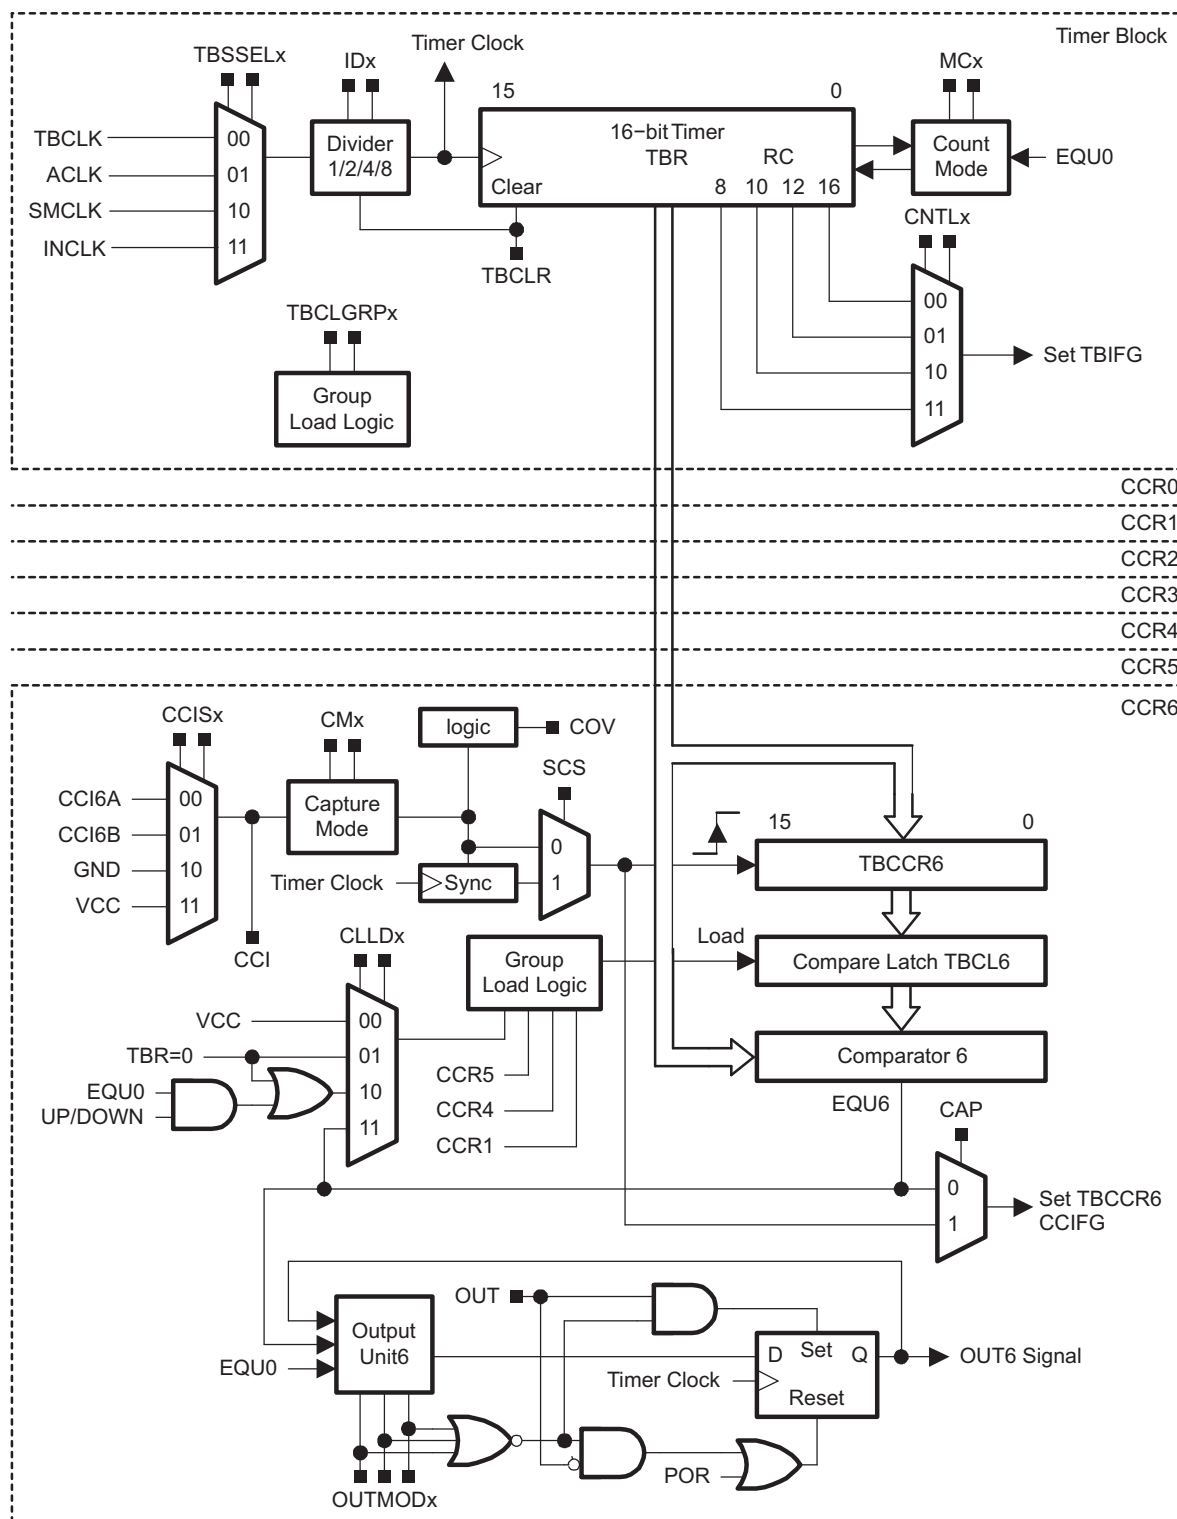 Timer Block
Timer Clock
TBSSELx
IDx
15
0
MCx
TBCLK
ACLK
SMCLK
INCLK
00
01
10
11
Divider
1/2/4/8
16−bit Timer
TBR
RC
Clear
8 10 12 16
Count
Mode
EQU0
TBCLR
CNTLx
00
01
10
11
Set TBIFG
TBCLGRPx
Group
Load Logic
CCR0
CCR1
CCR2
CCR3
CCR4
CCR5
CCR6
CCISx
CMx
logic
COV
SCS
CCI6A
CCI6B
GND
VCC
00
01
10
11
Capture
Mode
0
1
Timer Clock
Sync
CCI
15
0
TBCCR6
Load
Compare Latch TBCL6
Comparator 6
EQU6
CLLDx
Group
Load Logic
VCC
TBR=0
EQU0
UP/DOWN
00
01
10
11
CCR5
CCR4
CCR1
CAP
0
1
Set TBCCR6
CCIFG
OUT
Output
Unit6
EQU0
D
Set
Q
Timer Clock
Reset
OUT6 Signal
POR
OUTMODx